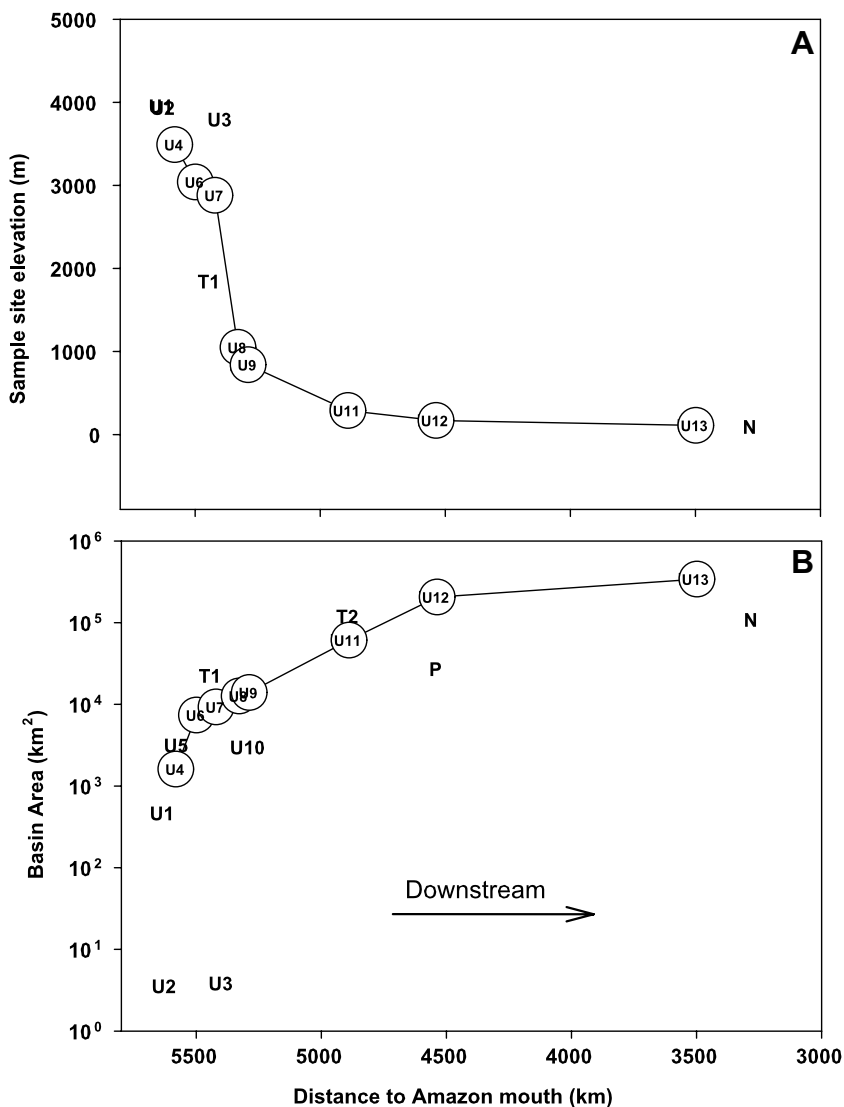 A
Sample site elevation (m)
5000
4000
3000
2000
1000
0
U1
U2
U3
U4
U6
U7
T1
U8
U9
U11
U12
U13
N
B
Basin Area (km²)
10⁶
10⁵
10⁴
10³
10²
10¹
10⁰
U13
U12
T2
N
U11
P
T1
U9
U8
U7
U6
U5
U10
U4
U1
Downstream
U2
U3
5500 5000 4500 4000 3500 3000
Distance to Amazon mouth (km)